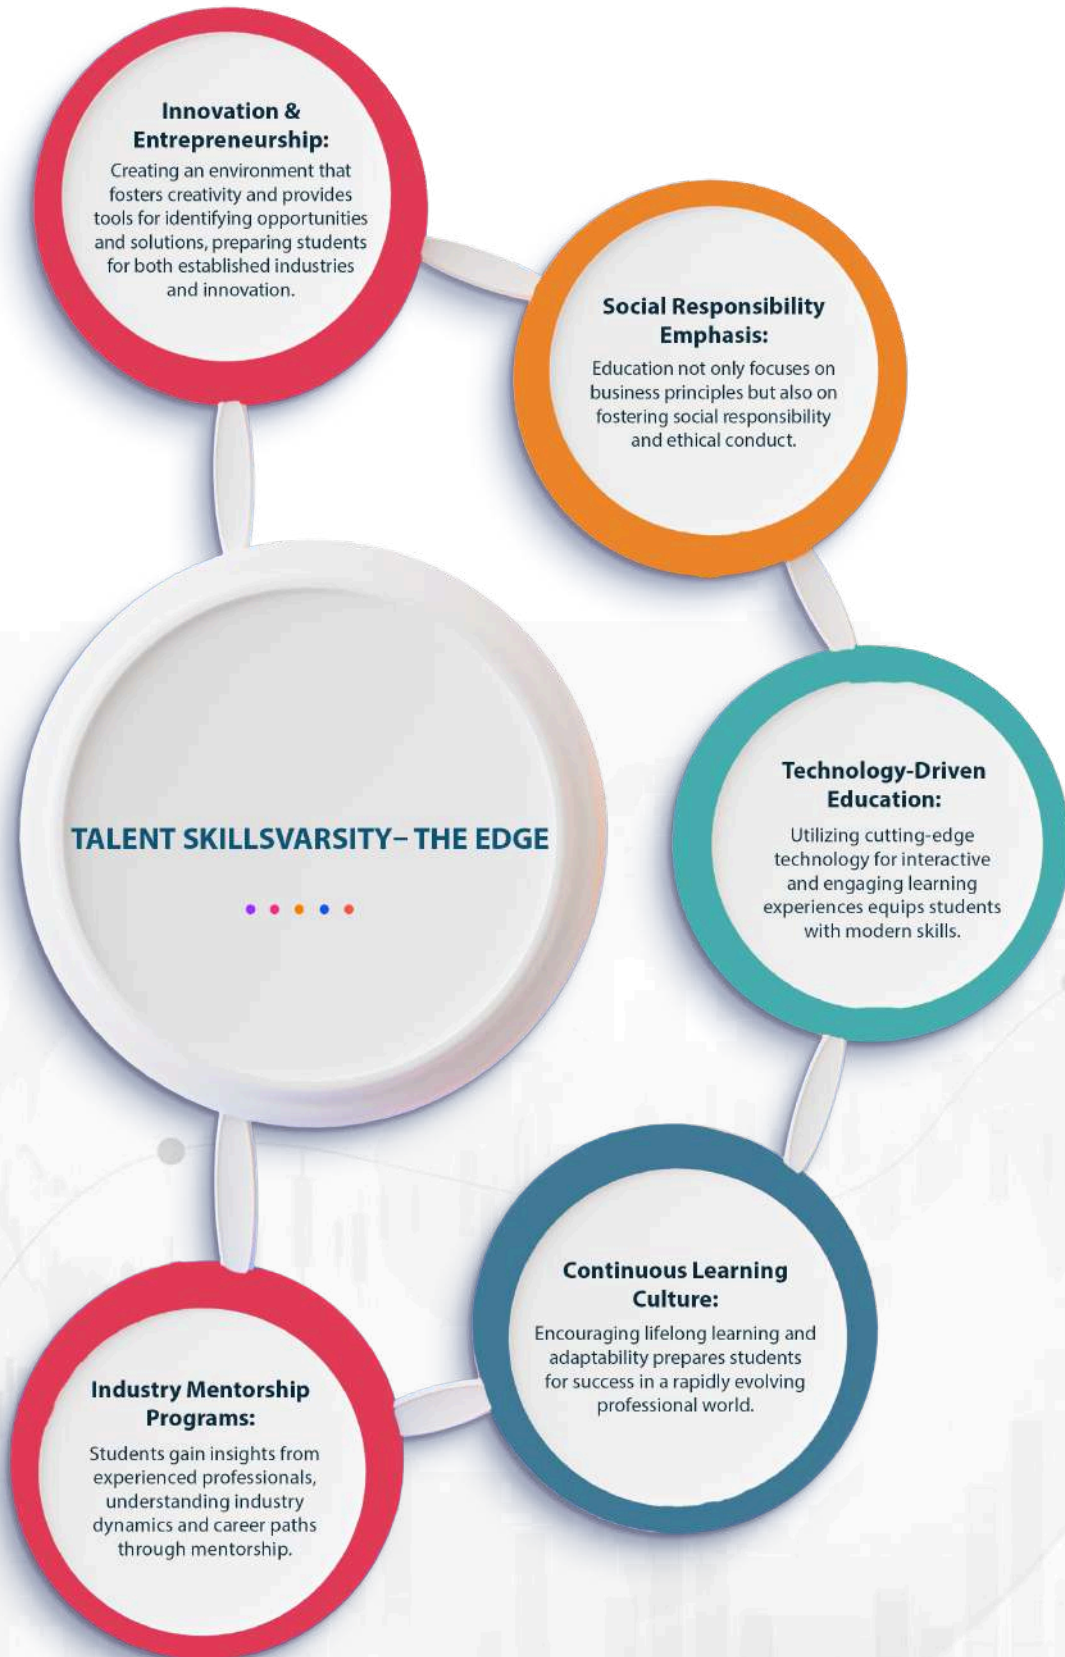 Innovation &
Entrepreneurship:
Creating an environment that
fosters creativity and provides
tools for identifying opportunities
and solutions, preparing students
for both established industries
and innovation.
Social Responsibility
Emphasis:
Education not only focuses on
business principles but also on
fostering social responsibility
and ethical conduct.
TALENT SKILLSVARSITY– THE EDGE
Technology-Driven
Education:
Utilizing cutting-edge
technology for interactive
and engaging learning
experiences equips students
with modern skills.
Continuous Learning
Culture:
Encouraging lifelong learning and
adaptability prepares students
for success in a rapidly evolving
professional world.
Industry Mentorship
Programs:
Students gain insights from
experienced professionals,
understanding industry
dynamics and career paths
through mentorship.